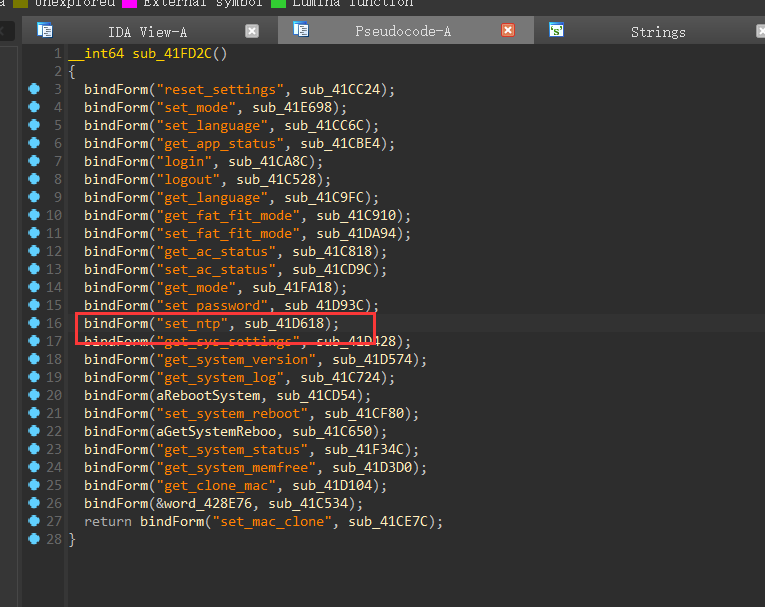 Unexplored External symbol Lumina function
IDA View-A Pseudocode-A Strings
1 __int64 sub_41FD2C()
2 {
3 bindForm("reset_settings", sub_41CC24);
4 bindForm("set_mode", sub_41E698);
5 bindForm("set_language", sub_41CC6C);
6 bindForm("get_app_status", sub_41CBE4);
7 bindForm("login", sub_41CA8C);
8 bindForm("logout", sub_41C528);
9 bindForm("get_language", sub_41C9FC);
10 bindForm("get_fat_fit_mode", sub_41C910);
11 bindForm("set_fat_fit_mode", sub_41DA94);
12 bindForm("get_ac_status", sub_41C818);
13 bindForm("set_ac_status", sub_41CD9C);
14 bindForm("get_mode", sub_41FA18);
15 bindForm("set_password", sub_41D93C);
16 bindForm("set_ntp", sub_41D618);
17 bindForm("get_sys_settings", sub_41D428);
18 bindForm("get_system_version", sub_41D574);
19 bindForm("get_system_log", sub_41C724);
20 bindForm(aRebootSystem, sub_41CD54);
21 bindForm("set_system_reboot", sub_41CF80);
22 bindForm(aGetSystemReboo, sub_41C650);
23 bindForm("get_system_status", sub_41F34C);
24 bindForm("get_system_memfree", sub_41D3D0);
25 bindForm("get_clone_mac", sub_41D104);
26 bindForm(&word_428E76, sub_41C534);
27 return bindForm("set_mac_clone", sub_41CE7C);
28 }